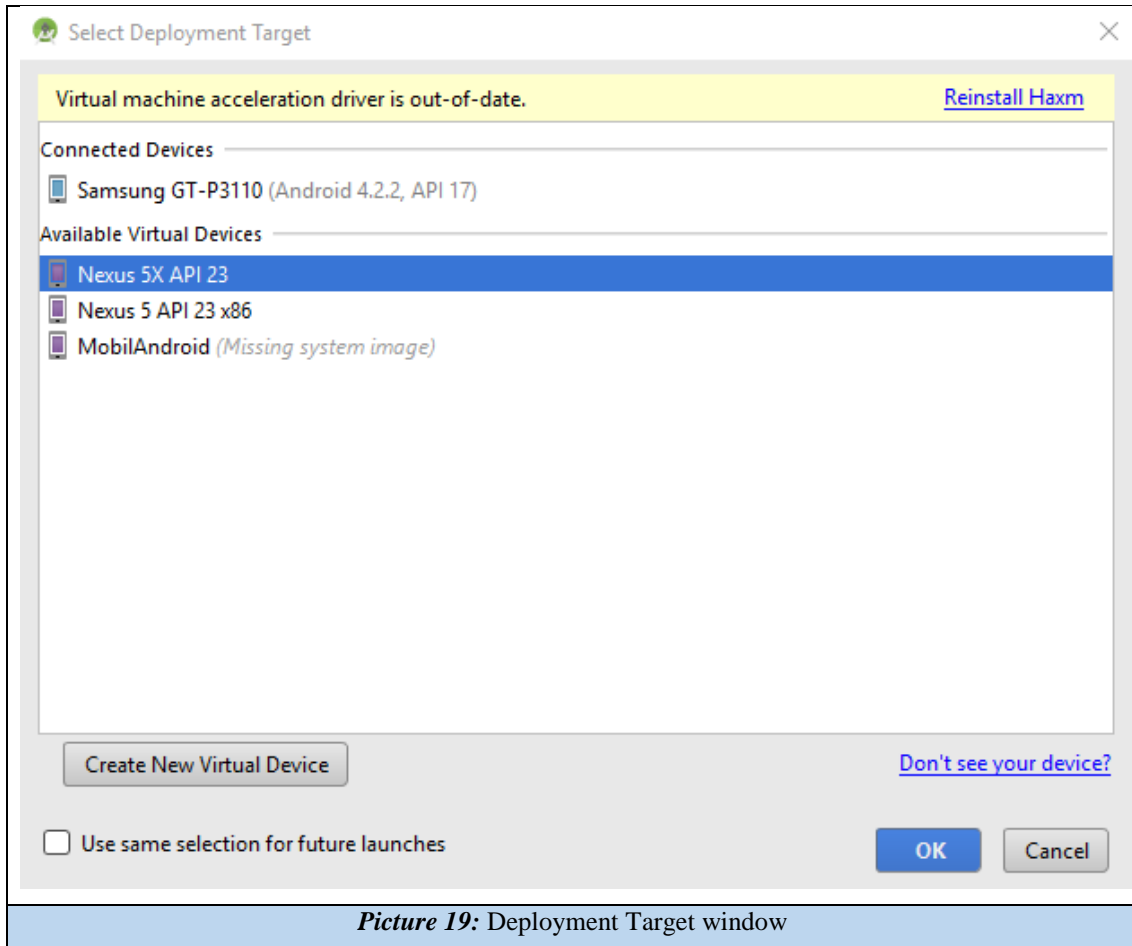 Select Deployment Target
Virtual machine acceleration driver is out-of-date. Reinstall Haxm
Connected Devices
Samsung GT-P3110 (Android 4.2.2, API 17)
Available Virtual Devices
Nexus 5X API 23
Nexus 5 API 23 x86
MobilAndroid (Missing system image)
Create New Virtual Device Don't see your device?
Use same selection for future launches OK Cancel
Picture 19: Deployment Target window